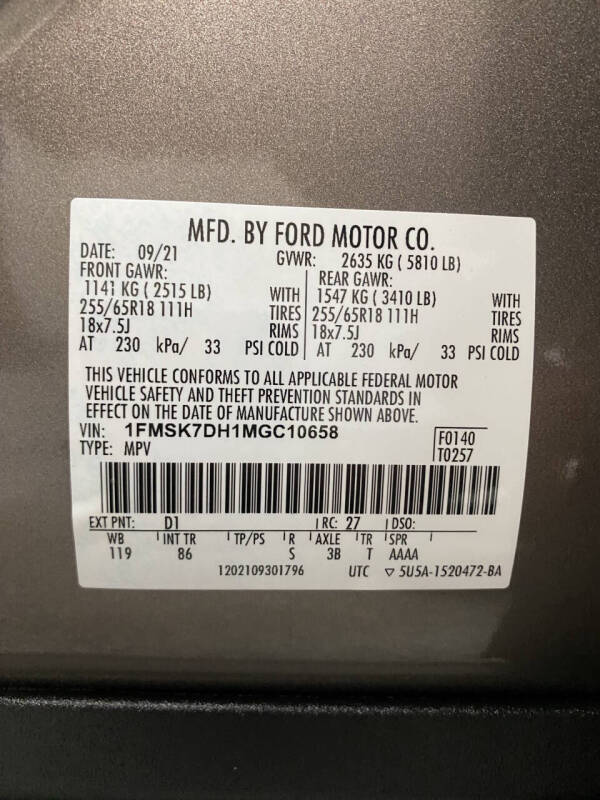 MFD. BY FORD MOTOR CO.
DATE: 09/21 GVWR: 2635 KG ( 5810 LB)
FRONT GAWR: REAR GAWR:
1141 KG ( 2515 LB) WITH 1547 KG ( 3410 LB) WITH
255/65R18 111H TIRES 255/65R18 111H TIRES
18x7.5J RIMS 18x7.5J RIMS
AT 230 kPa/ 33 PSI COLD AT 230 kPa/ 33 PSI COLD
THIS VEHICLE CONFORMS TO ALL APPLICABLE FEDERAL MOTOR
VEHICLE SAFETY AND THEFT PREVENTION STANDARDS IN
EFFECT ON THE DATE OF MANUFACTURE SHOWN ABOVE.
VIN: 1FMSK7DH1MGC10658 F0140
TYPE: MPV T0257
EXT PNT: D1 RC: 27 DSO:
WB INT TR TP/PS R AXLE TR SPR
119 86 S 3B T AAAA
1202109301796 UTC ▽ 5U5A-1520472-BA